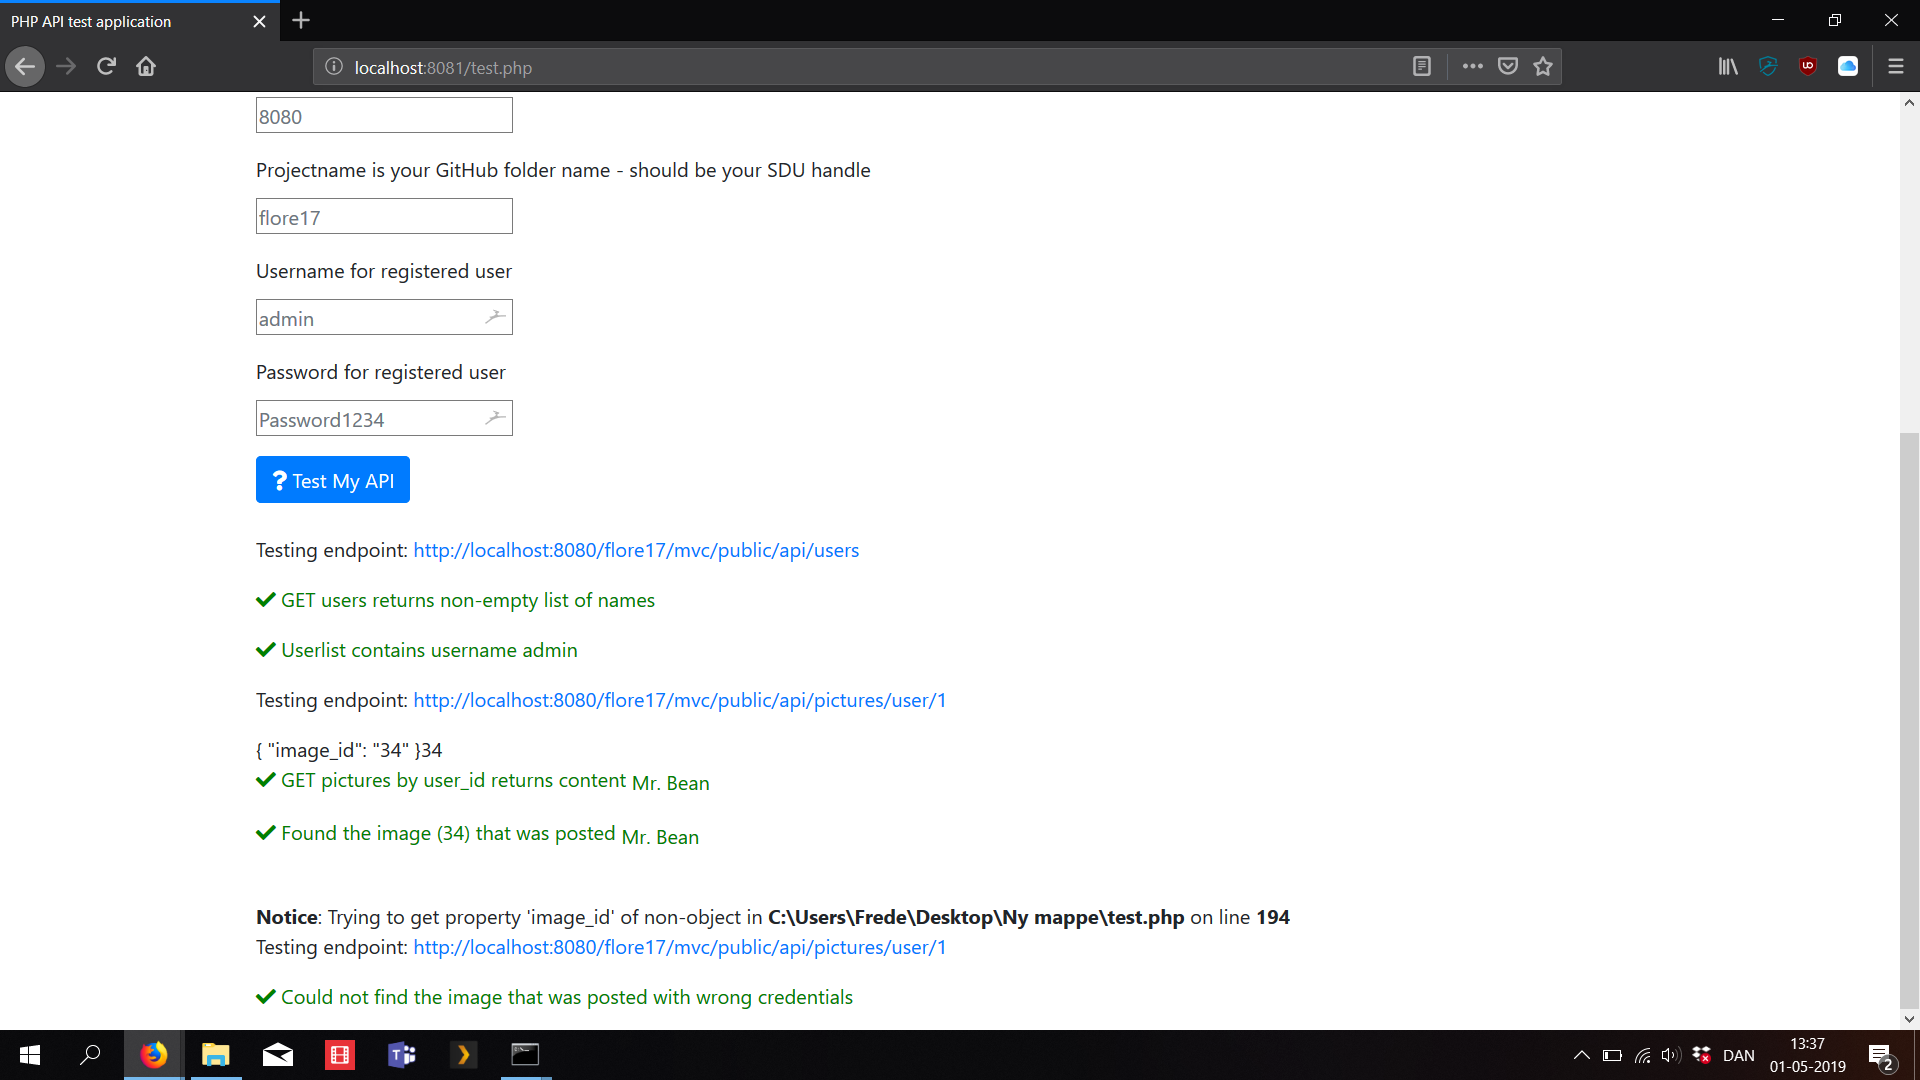 PHP API test application
localhost:8081/test.php
8080
Projectname is your GitHub folder name - should be your SDU handle
flore17
Username for registered user
admin
Password for registered user
Password1234
? Test My API
Testing endpoint: http://localhost:8080/flore17/mvc/public/api/users
GET users returns non-empty list of names
Userlist contains username admin
Testing endpoint: http://localhost:8080/flore17/mvc/public/api/pictures/user/1
{ "image_id": "34" }34
GET pictures by user_id returns content Mr. Bean
Found the image (34) that was posted Mr. Bean
Notice: Trying to get property 'image_id' of non-object in C:\Users\Frede\Desktop\Ny mappe\test.php on line 194
Testing endpoint: http://localhost:8080/flore17/mvc/public/api/pictures/user/1
Could not find the image that was posted with wrong credentials
DAN
13:37
01-05-2019
2